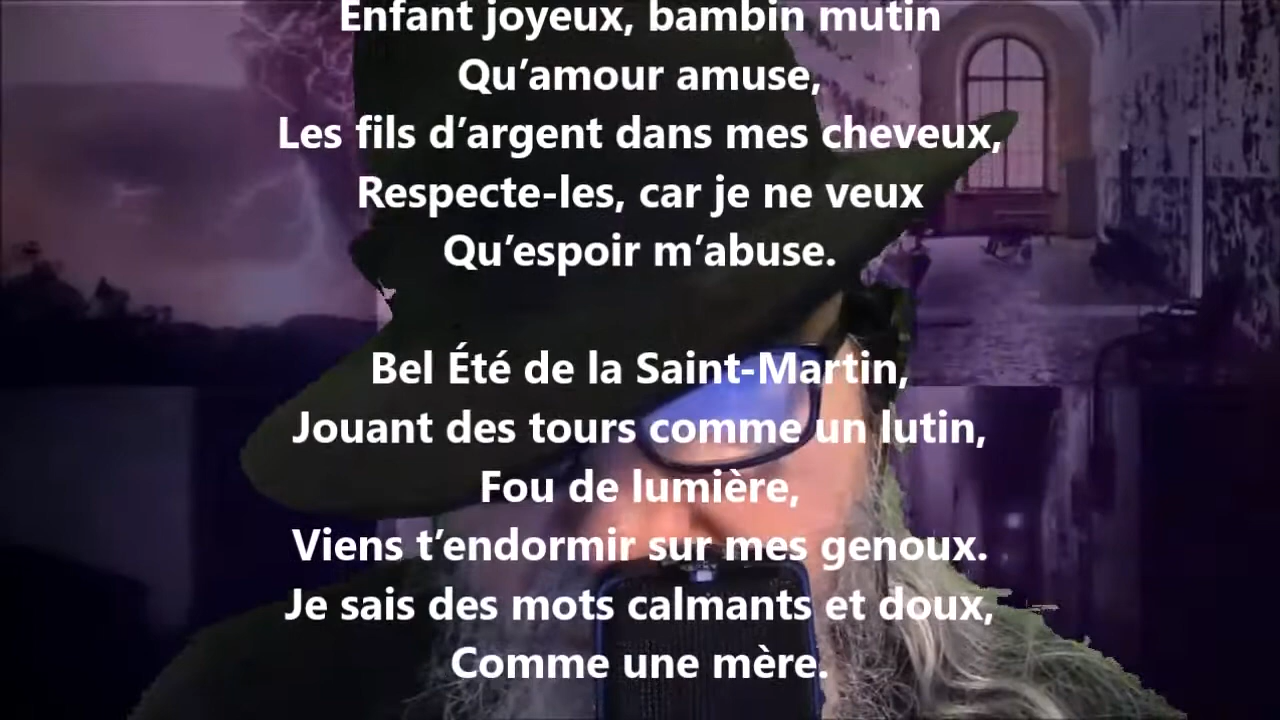 Enfant joyeux, bambin mutin
Qu’amour amuse,
Les fils d’argent dans mes cheveux,
Respecte-les, car je ne veux
Qu’espoir m’abuse.
Bel Été de la Saint-Martin,
Jouant des tours comme un lutin,
Fou de lumière,
Viens t’endormir sur mes genoux.
Je sais des mots calmants et doux,
Comme une mère.